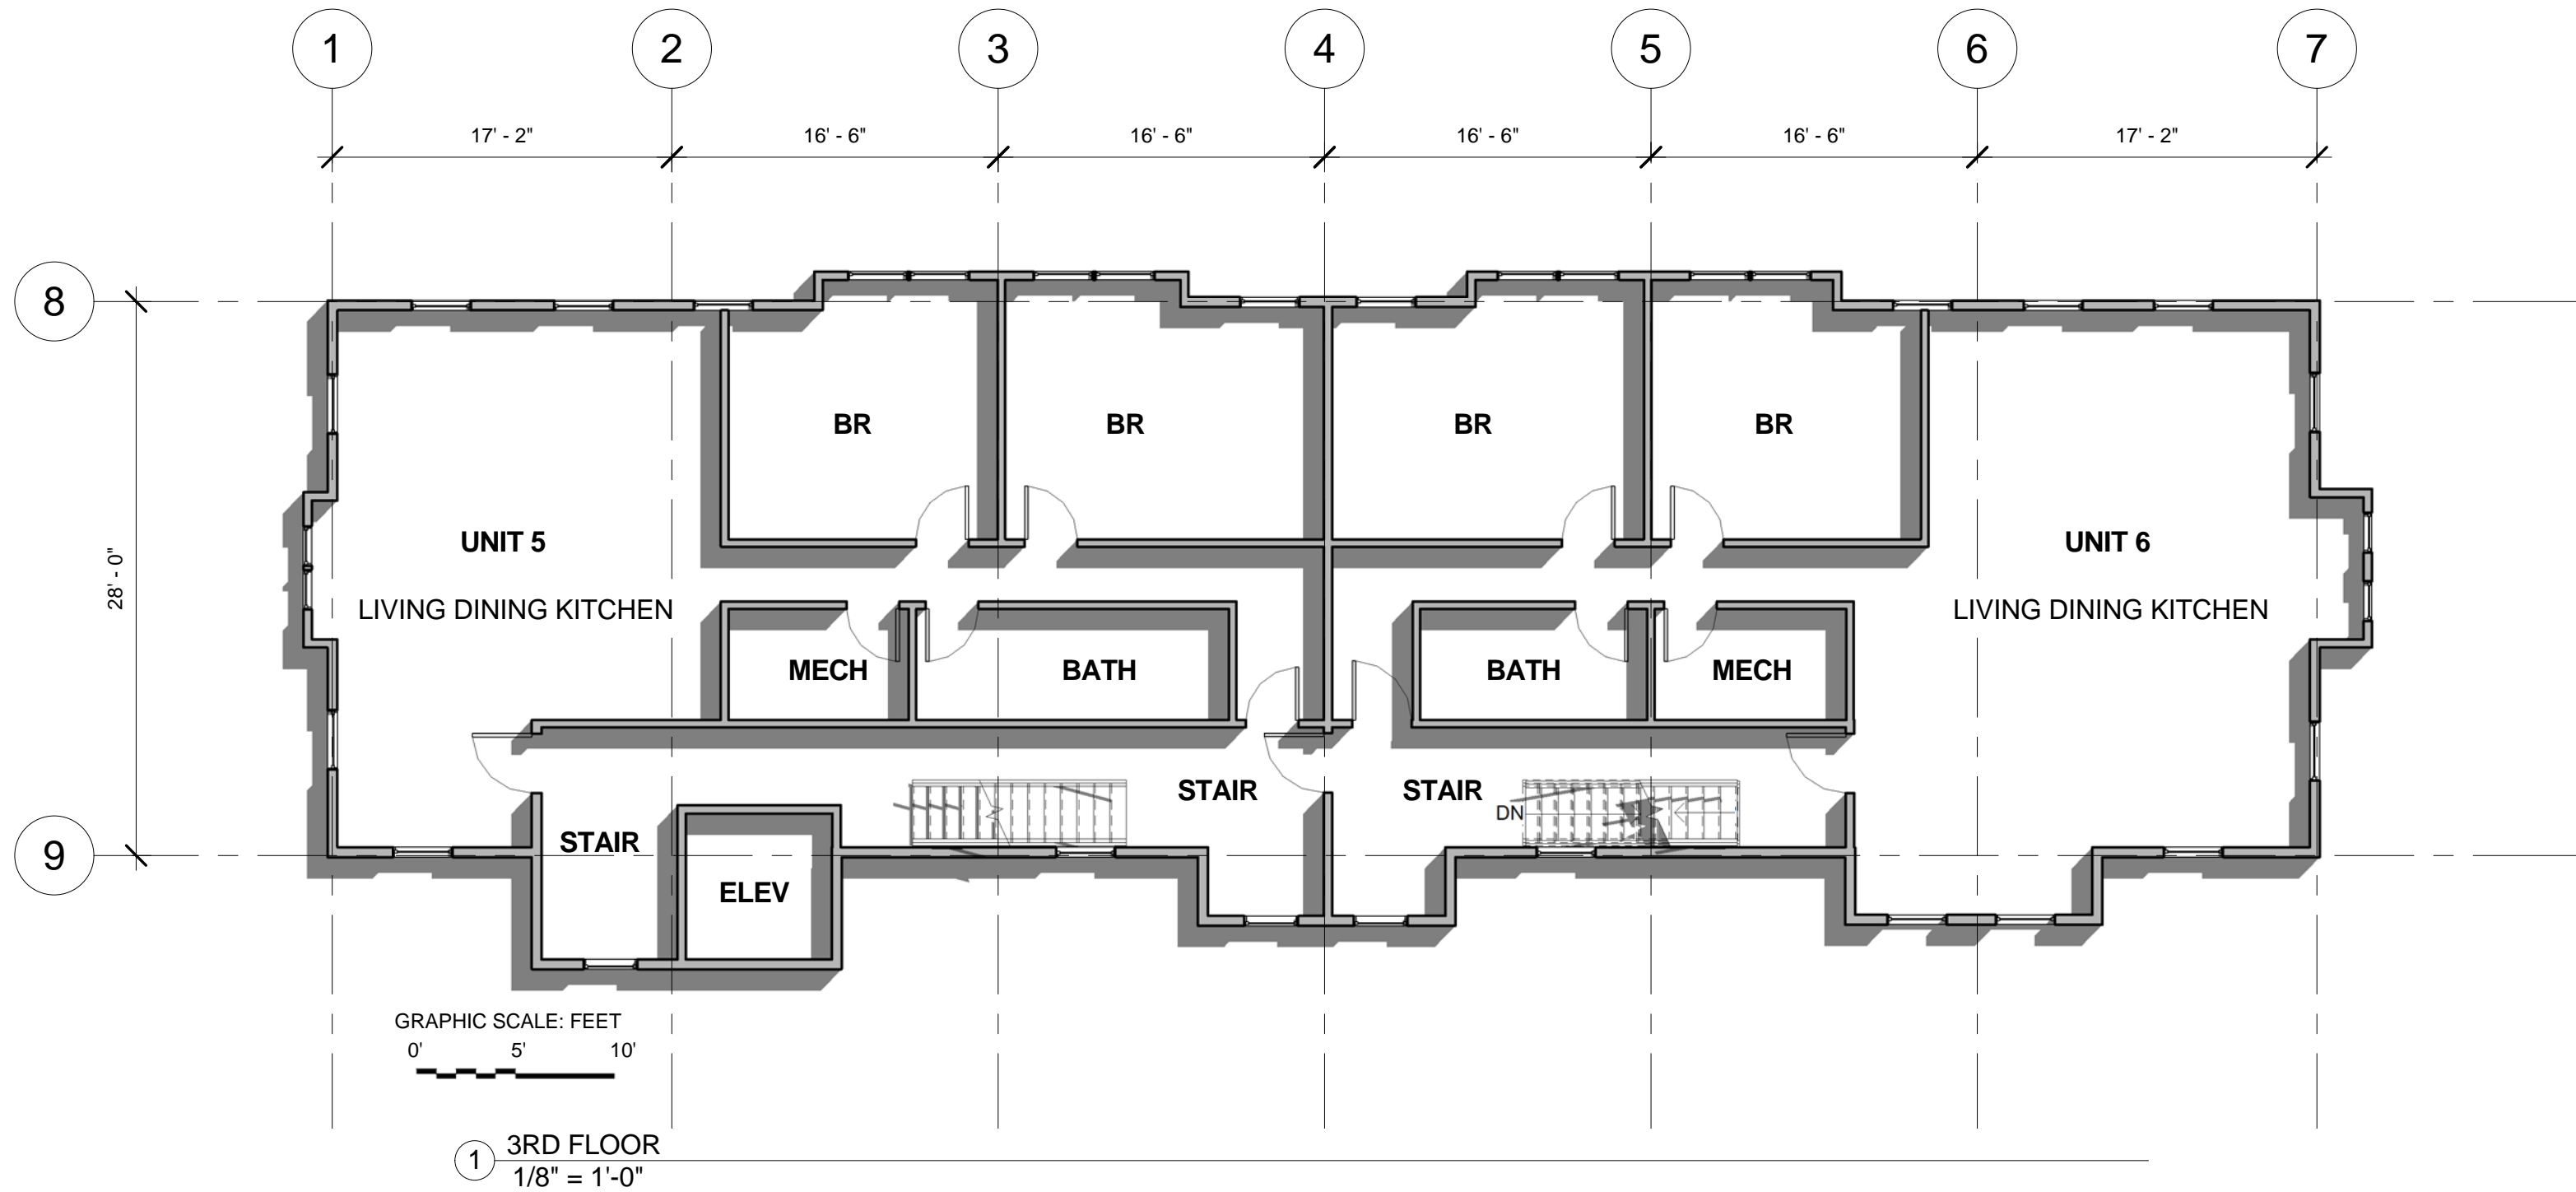 1 2 3 4 5 6 7
17' - 2" 16' - 6" 16' - 6" 16' - 6" 16' - 6" 17' - 2"
8
BR BR BR BR
UNIT 5 UNIT 6
28' - 0"
LIVING DINING KITCHEN LIVING DINING KITCHEN
MECH BATH BATH MECH
STAIR STAIR
DN
STAIR
9
ELEV
GRAPHIC SCALE: FEET
0' 5' 10'
1 3RD FLOOR
1/8" = 1'-0"